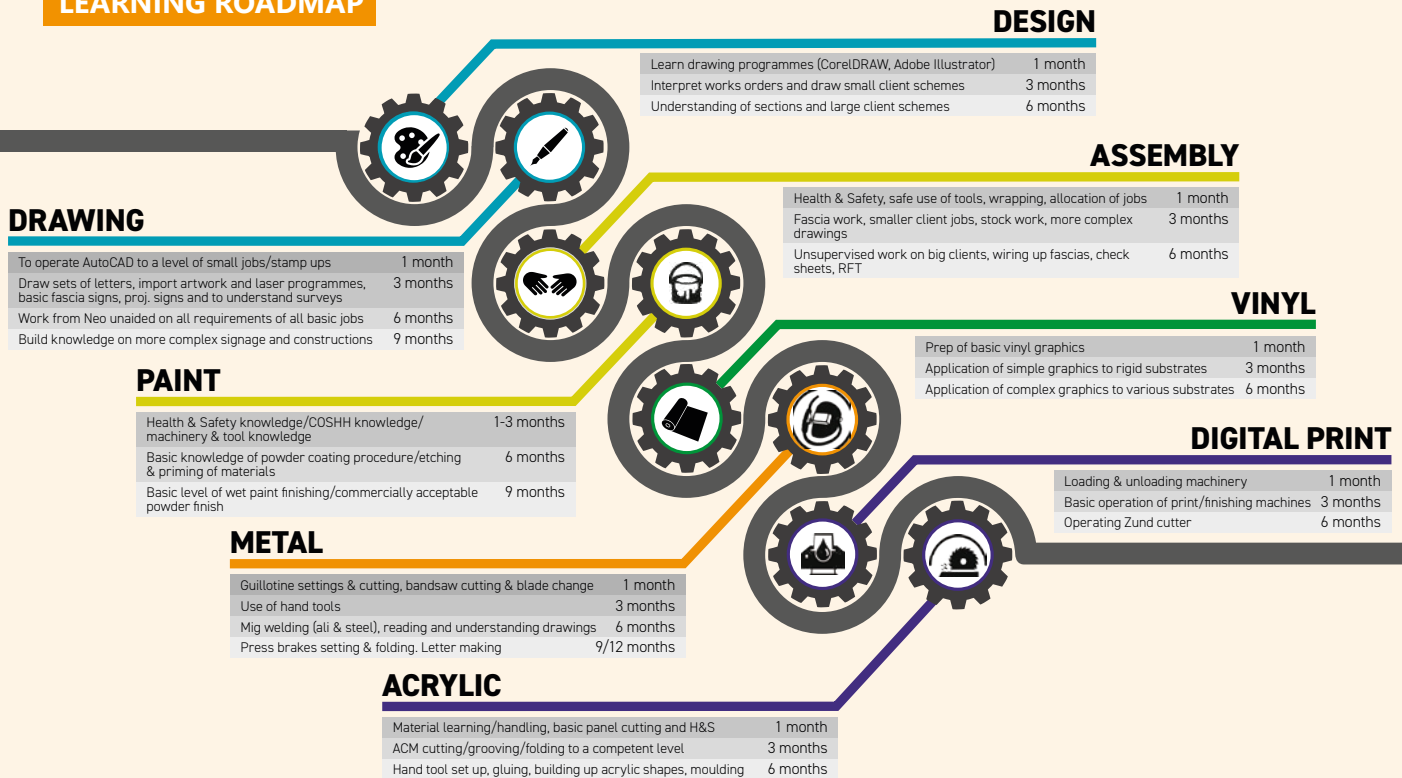 LEARNING ROADMAP
DESIGN
Learn drawing programmes (CorelDRAW, Adobe Illustrator) 1 month
Interpret works orders and draw small client schemes 3 months
Understanding of sections and large client schemes 6 months
ASSEMBLY
Health & Safety, safe use of tools, wrapping, allocation of jobs 1 month
Fascia work, smaller client jobs, stock work, more complex 3 months
drawings
Unsupervised work on big clients, wiring up fascias, check 6 months
sheets, RFT
DRAWING
To operate AutoCAD to a level of small jobs/stamp ups 1 month
Draw sets of letters, import artwork and laser programmes, 3 months
basic fascia signs, proj. signs and to understand surveys
Work from Neo unaided on all requirements of all basic jobs 6 months
Build knowledge on more complex signage and constructions 9 months
VINYL
Prep of basic vinyl graphics 1 month
Application of simple graphics to rigid substrates 3 months
Application of complex graphics to various substrates 6 months
PAINT
Health & Safety knowledge/COSHH knowledge/ 1-3 months
machinery & tool knowledge
Basic knowledge of powder coating procedure/etching 6 months
& priming of materials
Basic level of wet paint finishing/commercially acceptable 9 months
powder finish
DIGITAL PRINT
Loading & unloading machinery 1 month
Basic operation of print/finishing machines 3 months
Operating Zund cutter 6 months
METAL
Guillotine settings & cutting, bandsaw cutting & blade change 1 month
Use of hand tools 3 months
Mig welding (ali & steel), reading and understanding drawings 6 months
Press brakes setting & folding. Letter making 9/12 months
ACRYLIC
Material learning/handling, basic panel cutting and H&S 1 month
ACM cutting/grooving/folding to a competent level 3 months
Hand tool set up, gluing, building up acrylic shapes, moulding 6 months